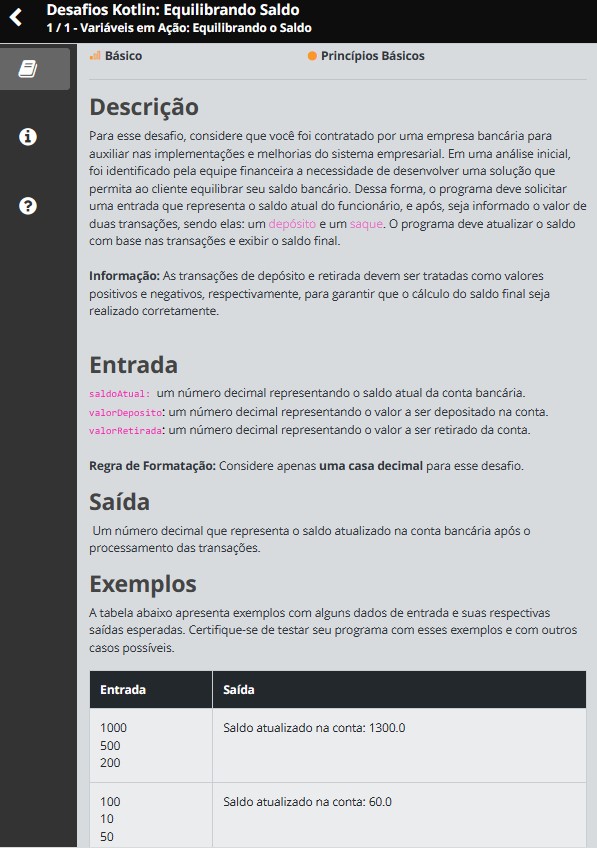 Desafios Kotlin: Equilibrando Saldo
1 / 1 - Variáveis em Ação: Equilibrando o Saldo
Básico
Princípios Básicos
Descrição
Para esse desafio, considere que você foi contratado por uma empresa bancária para
auxiliar nas implementações e melhorias do sistema empresarial. Em uma análise inicial,
foi identificado pela equipe financeira a necessidade de desenvolver uma solução que
permita ao cliente equilibrar seu saldo bancário. Dessa forma, o programa deve solicitar
uma entrada que representa o saldo atual do funcionário, e após, seja informado o valor de
duas transações, sendo elas: um depósito e um saque. O programa deve atualizar o saldo
com base nas transações e exibir o saldo final.
Informação: As transações de depósito e retirada devem ser tratadas como valores
positivos e negativos, respectivamente, para garantir que o cálculo do saldo final seja
realizado corretamente.
Entrada
saldoAtual: um número decimal representando o saldo atual da conta bancária.
valorDeposito: um número decimal representando o valor a ser depositado na conta.
valorRetirada: um número decimal representando o valor a ser retirado da conta.
Regra de Formatação: Considere apenas uma casa decimal para esse desafio.
Saída
Um número decimal que representa o saldo atualizado na conta bancária após o
processamento das transações.
Exemplos
A tabela abaixo apresenta exemplos com alguns dados de entrada e suas respectivas
saídas esperadas. Certifique-se de testar seu programa com esses exemplos e com outros
casos possíveis.
Entrada Saída
1000 Saldo atualizado na conta: 1300.0
500
200
100 Saldo atualizado na conta: 60.0
10
50